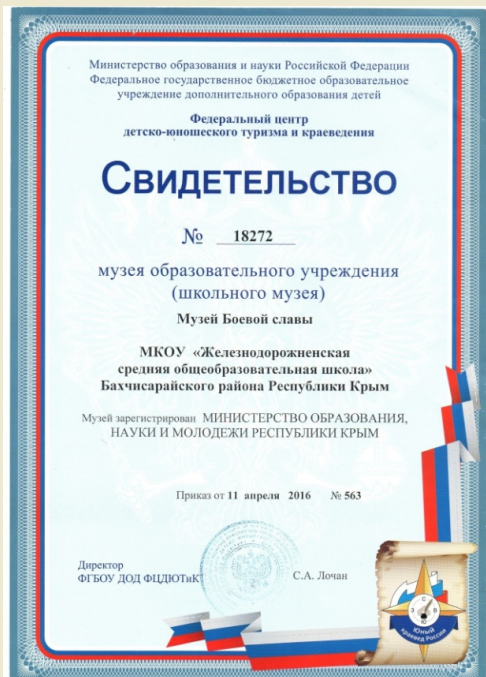 Министерство образования и науки Российской Федерации
Федеральное государственное бюджетное образовательное
учреждение дополнительного образования детей
Федеральный центр
детско-юношеского туризма и краеведения
СВИДЕТЕЛЬСТВО
№ 18272
музея образовательного учреждения
(школьного музея)
Музей Боевой славы
МКОУ «Железнодорожненская
средняя общеобразовательная школа»
Бахчисарайского района Республики Крым
Музей зарегистрирован МИНИСТЕРСТВО ОБРАЗОВАНИЯ,
НАУКИ И МОЛОДЕЖИ РЕСПУБЛИКИ КРЫМ
Приказ от 11 апреля 2016 № 563
Директор
ФГБОУ ДОД ФЦДЮТиК
С.А. Лочан
С
З
В
Ю
Юный
краевед России